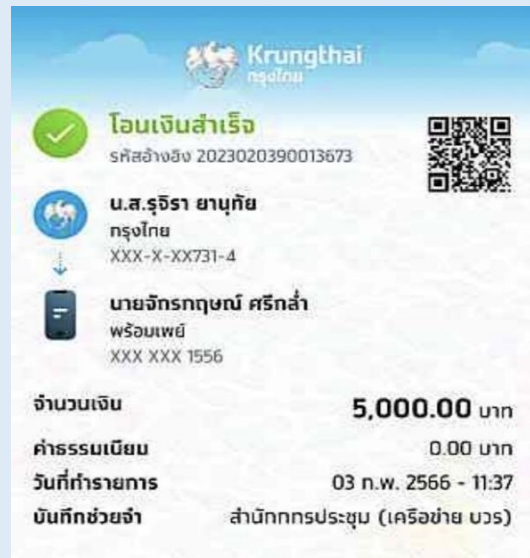 Krungthai
กรุงไทย
โอนเงินสำเร็จ
รหัสอ้างอิง 2023020390013673
น.ส.รุจิรา ยานุทัย
กรุงไทย
XXX-X-XX731-4
นายจักรกฤษณ์ ศรีกล่ำ
พร้อมเพย์
XXX XXX 1556
จำนวนเงิน 5,000.00 บาท
ค่าธรรมเนียม 0.00 บาท
วันที่ทำรายการ 03 ก.พ. 2566 - 11:37
บันทึกช่วยจำ สำนักกทรประชุม (เครือข่าย บวร)